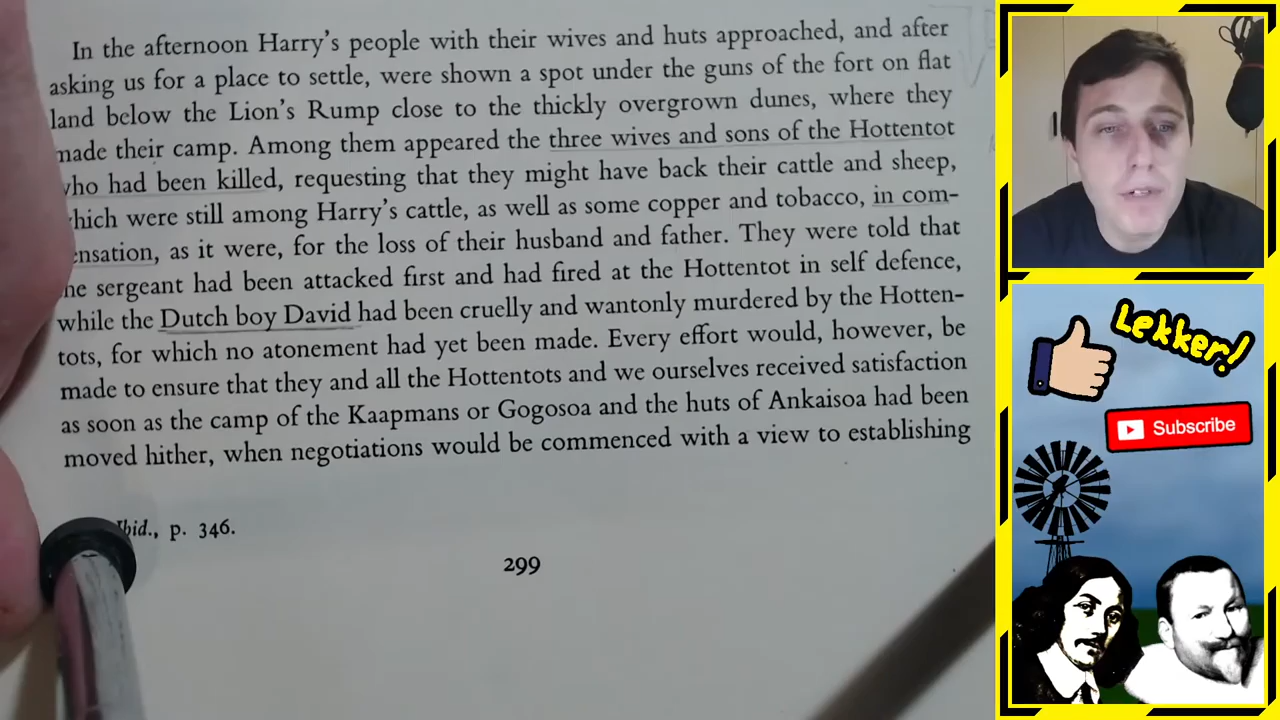 In the afternoon Harry's people with their wives and huts approached, and after
asking us for a place to settle, were shown a spot under the guns of the fort on flat
land below the Lion's Rump close to the thickly overgrown dunes, where they
made their camp. Among them appeared the three wives and sons of the Hottentot
who had been killed, requesting that they might have back their cattle and sheep,
which were still among Harry's cattle, as well as some copper and tobacco, in com-
ensation, as it were, for the loss of their husband and father. They were told that
he sergeant had been attacked first and had fired at the Hottentot in self defence,
while the Dutch boy David had been cruelly and wantonly murdered by the Hotten-
tots, for which no atonement had yet been made. Every effort would, however, be
made to ensure that they and all the Hottentots and we ourselves received satisfaction
as soon as the camp of the Kaapmans or Gogosoa and the huts of Ankaisoa had been
moved hither, when negotiations would be commenced with a view to establishing
Ibid., p. 346.
299
Lekker!
Subscribe